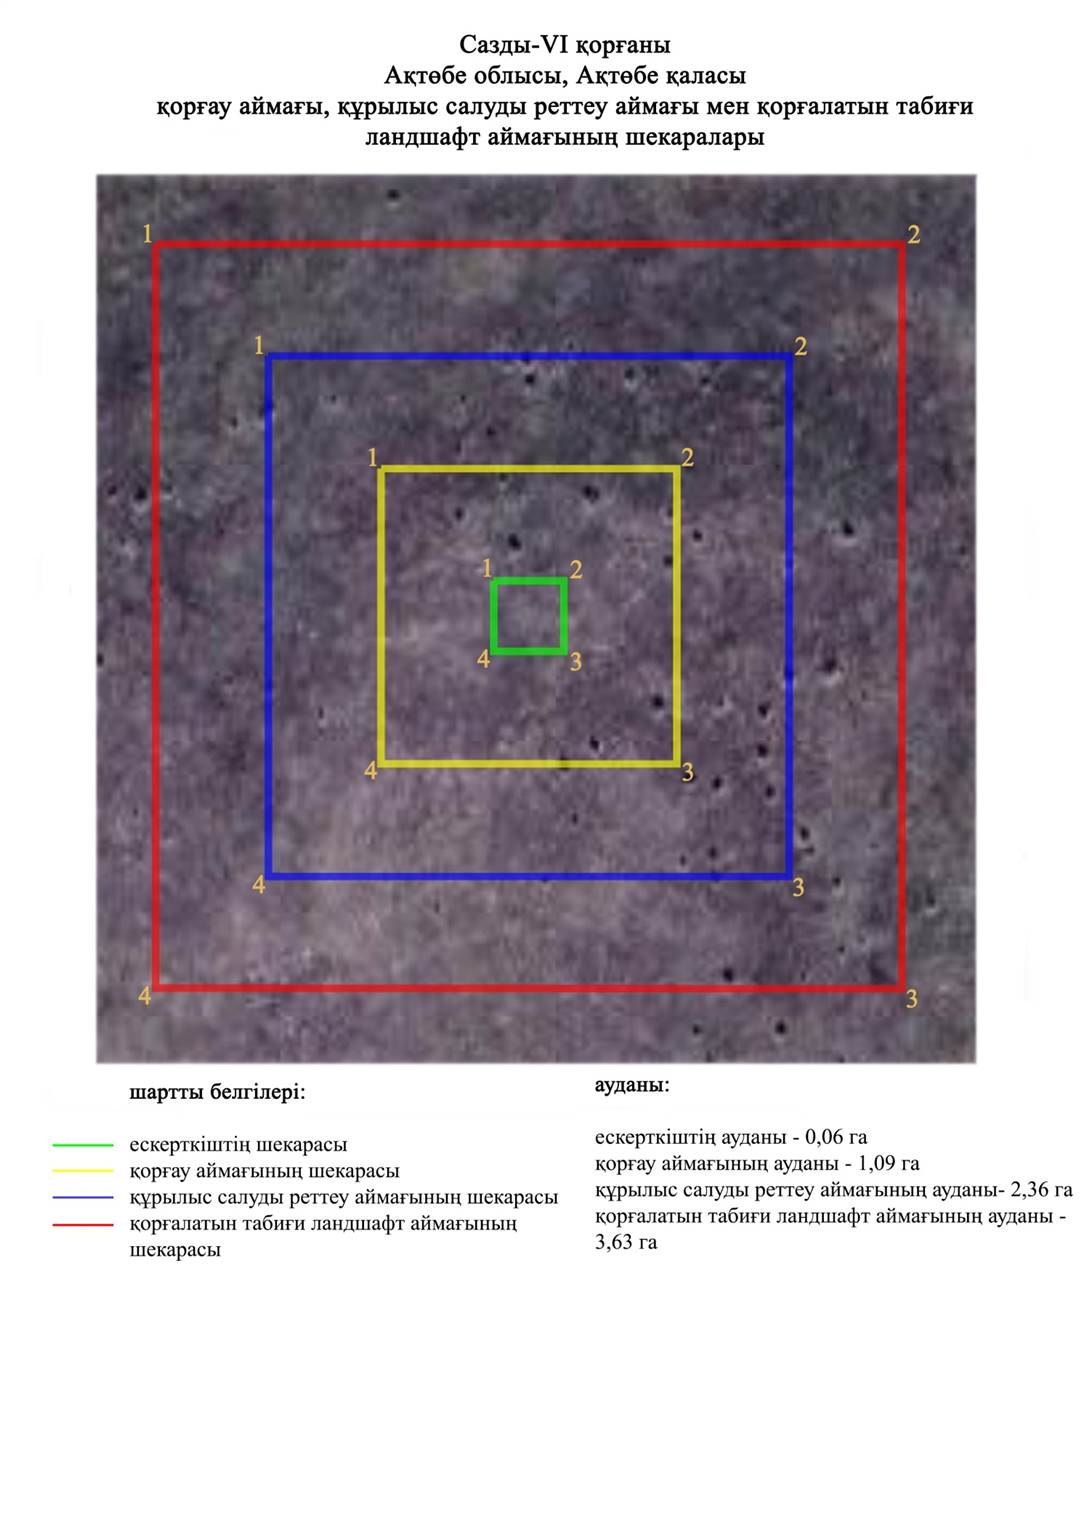 Сазды-VI қорғаны
Ақтөбе облысы, Ақтөбе қаласы
қорғау аймағы, құрылыс салуды реттеу аймағы мен қорғалатын табиғи
ландшафт аймағының шекаралары
1
2
1
2
1
2
1
2
4
3
4
3
4
3
4
3
шартты белгілері:
ескерткіштің шекарасы
қорғау аймағының шекарасы
құрылыс салуды реттеу аймағының шекарасы
қорғалатын табиғи ландшафт аймағының
шекарасы
ауданы:
ескерткіштің ауданы - 0,06 га
қорғау аймағының ауданы - 1,09 га
құрылыс салуды реттеу аймағының ауданы- 2,36 га
қорғалатын табиғи ландшафт аймағының ауданы -
3,63 га